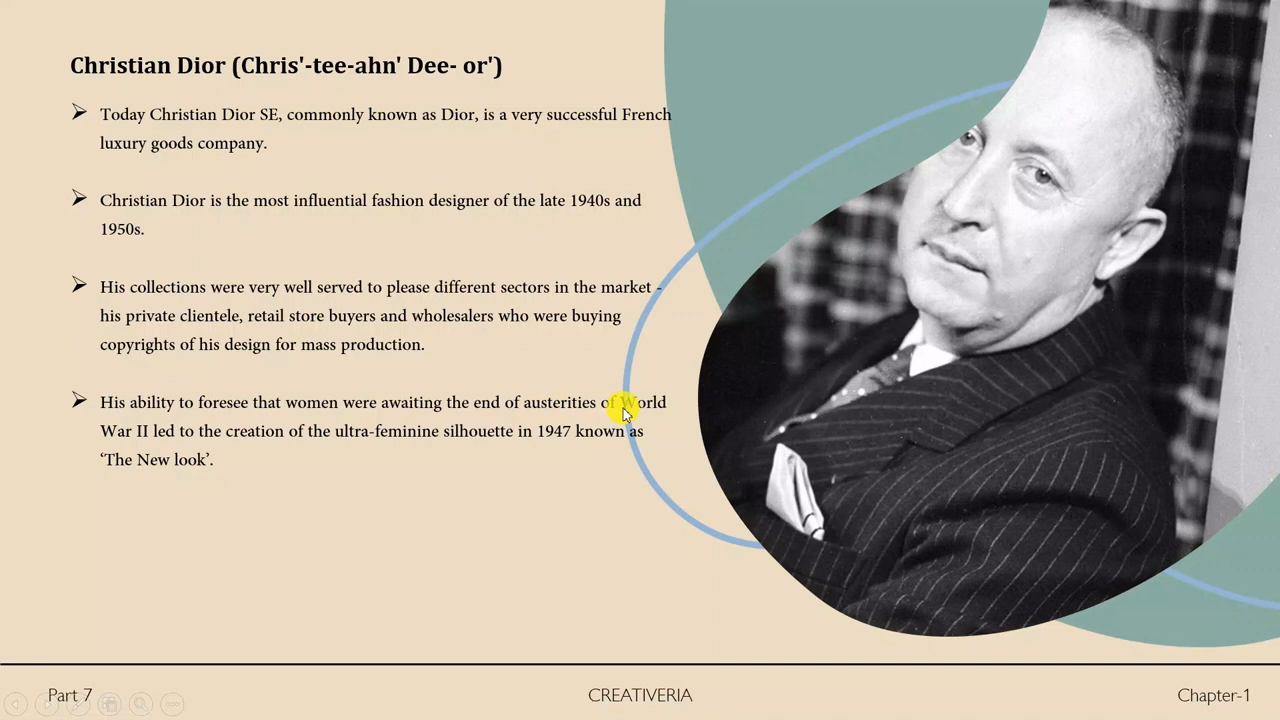 Christian Dior (Chris'-tee-ahn' Dee- or')
Today Christian Dior SE, commonly known as Dior, is a very successful French
luxury goods company.
Christian Dior is the most influential fashion designer of the late 1940s and
1950s.
His collections were very well served to please different sectors in the market -
his private clientele, retail store buyers and wholesalers who were buying
copyrights of his design for mass production.
His ability to foresee that women were awaiting the end of austerities of World
War II led to the creation of the ultra-feminine silhouette in 1947 known as
‘The New look’.
Part 7
CREATIVERIA
Chapter-1